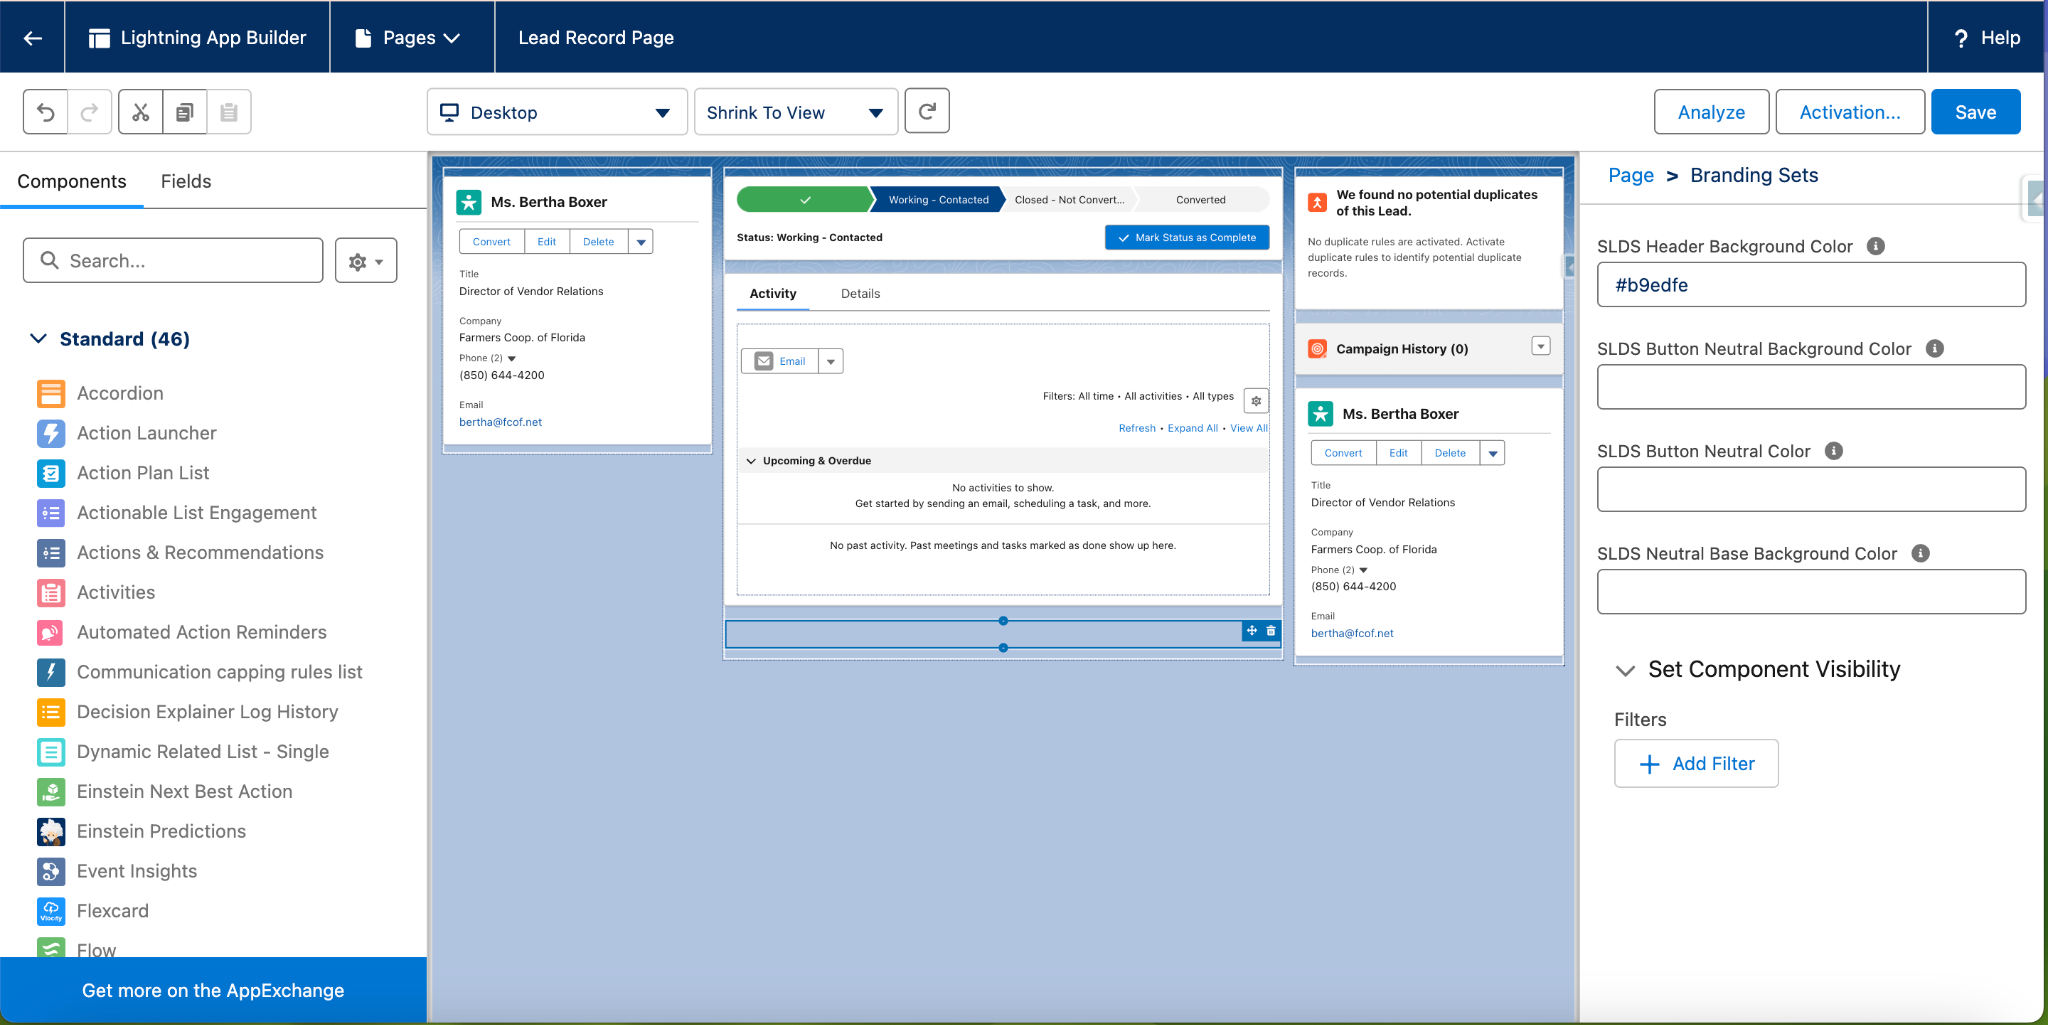 Lightning App Builder
Pages
Lead Record Page
? Help
Desktop
Shrink To View
Analyze
Activation...
Save
Components
Fields
Search...
Standard (46)
Accordion
Action Launcher
Action Plan List
Actionable List Engagement
Actions & Recommendations
Activities
Automated Action Reminders
Communication capping rules list
Decision Explainer Log History
Dynamic Related List - Single
Einstein Next Best Action
Einstein Predictions
Event Insights
Vlocity
Flexcard
Flow
Get more on the AppExchange
Ms. Bertha Boxer
Convert
Edit
Delete
Title
Director of Vendor Relations
Company
Farmers Coop. of Florida
Phone (2)
(850) 644-4200
Email
bertha@fcof.net
Working - Contacted
Closed - Not Convert...
Converted
Status: Working - Contacted
Mark Status as Complete
Activity
Details
Email
Filters: All time • All activities • All types
Refresh • Expand All • View All
Upcoming & Overdue
No activities to show.
Get started by sending an email, scheduling a task, and more.
No past activity. Past meetings and tasks marked as done show up here.
We found no potential duplicates
of this Lead.
No duplicate rules are activated. Activate
duplicate rules to identify potential duplicate
records.
Campaign History (0)
Ms. Bertha Boxer
Convert
Edit
Delete
Title
Director of Vendor Relations
Company
Farmers Coop. of Florida
Phone (2)
(850) 644-4200
Email
bertha@fcof.net
Page > Branding Sets
SLDS Header Background Color
#b9edfe
SLDS Button Neutral Background Color
SLDS Button Neutral Color
SLDS Neutral Base Background Color
Set Component Visibility
Filters
+ Add Filter